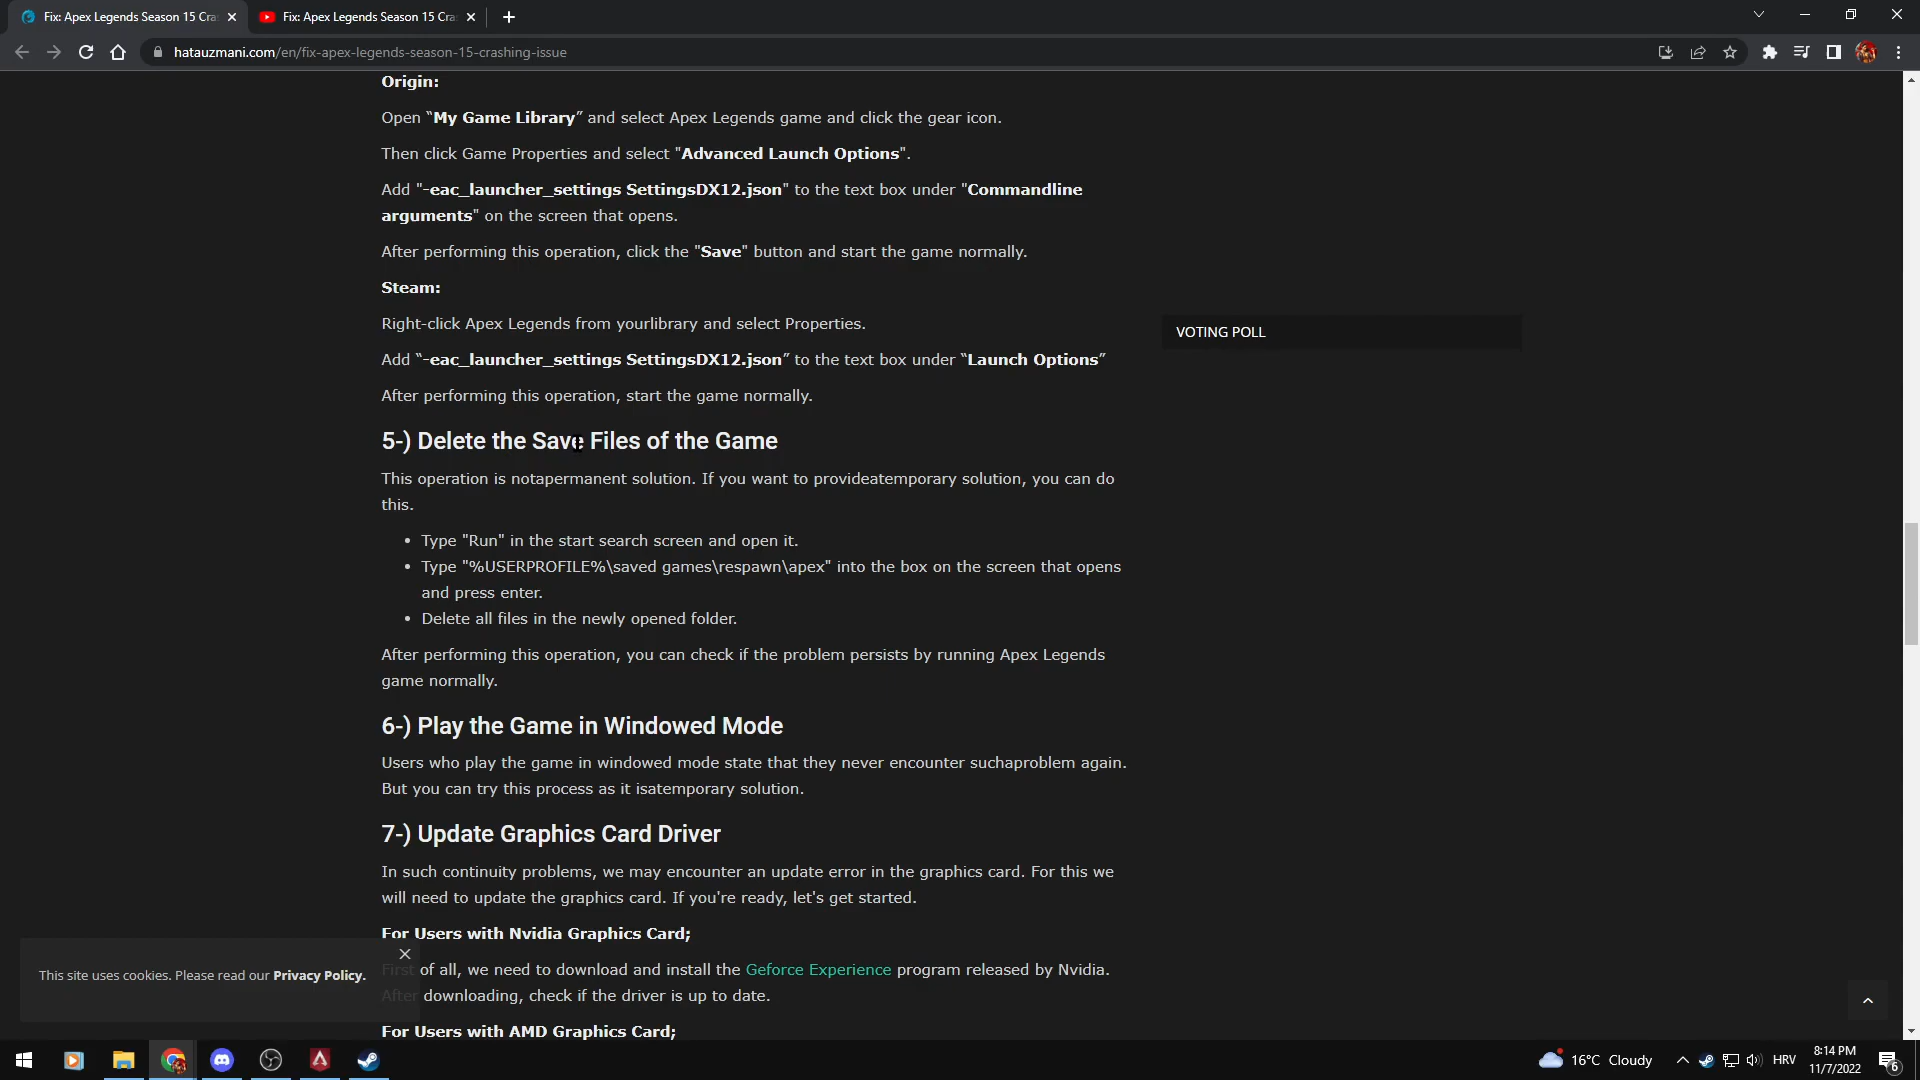 Fix: Apex Legends Season 15 Cra
Fix: Apex Legends Season 15 Cra
hatauzmani.com/en/fix-apex-legends-season-15-crashing-issue
Origin:
Open “My Game Library” and select Apex Legends game and click the gear icon.
Then click Game Properties and select "Advanced Launch Options".
Add "-eac_launcher_settings SettingsDX12.json" to the text box under "Commandline
arguments" on the screen that opens.
After performing this operation, click the "Save" button and start the game normally.
Steam:
Right-click Apex Legends from yourlibrary and select Properties.
Add “-eac_launcher_settings SettingsDX12.json” to the text box under “Launch Options”
After performing this operation, start the game normally.
VOTING POLL
5-) Delete the Save Files of the Game
This operation is notapermanent solution. If you want to provideatemporary solution, you can do
this.
• Type "Run" in the start search screen and open it.
• Type "%USERPROFILE%\saved games\respawn\apex" into the box on the screen that opens
and press enter.
• Delete all files in the newly opened folder.
After performing this operation, you can check if the problem persists by running Apex Legends
game normally.
6-) Play the Game in Windowed Mode
Users who play the game in windowed mode state that they never encounter suchaproblem again.
But you can try this process as it isatemporary solution.
7-) Update Graphics Card Driver
In such continuity problems, we may encounter an update error in the graphics card. For this we
will need to update the graphics card. If you're ready, let's get started.
For Users with Nvidia Graphics Card;
First of all, we need to download and install the Geforce Experience program released by Nvidia.
After downloading, check if the driver is up to date.
For Users with AMD Graphics Card;
This site uses cookies. Please read our Privacy Policy.
16°C Cloudy
HRV
8:14 PM
11/7/2022
6